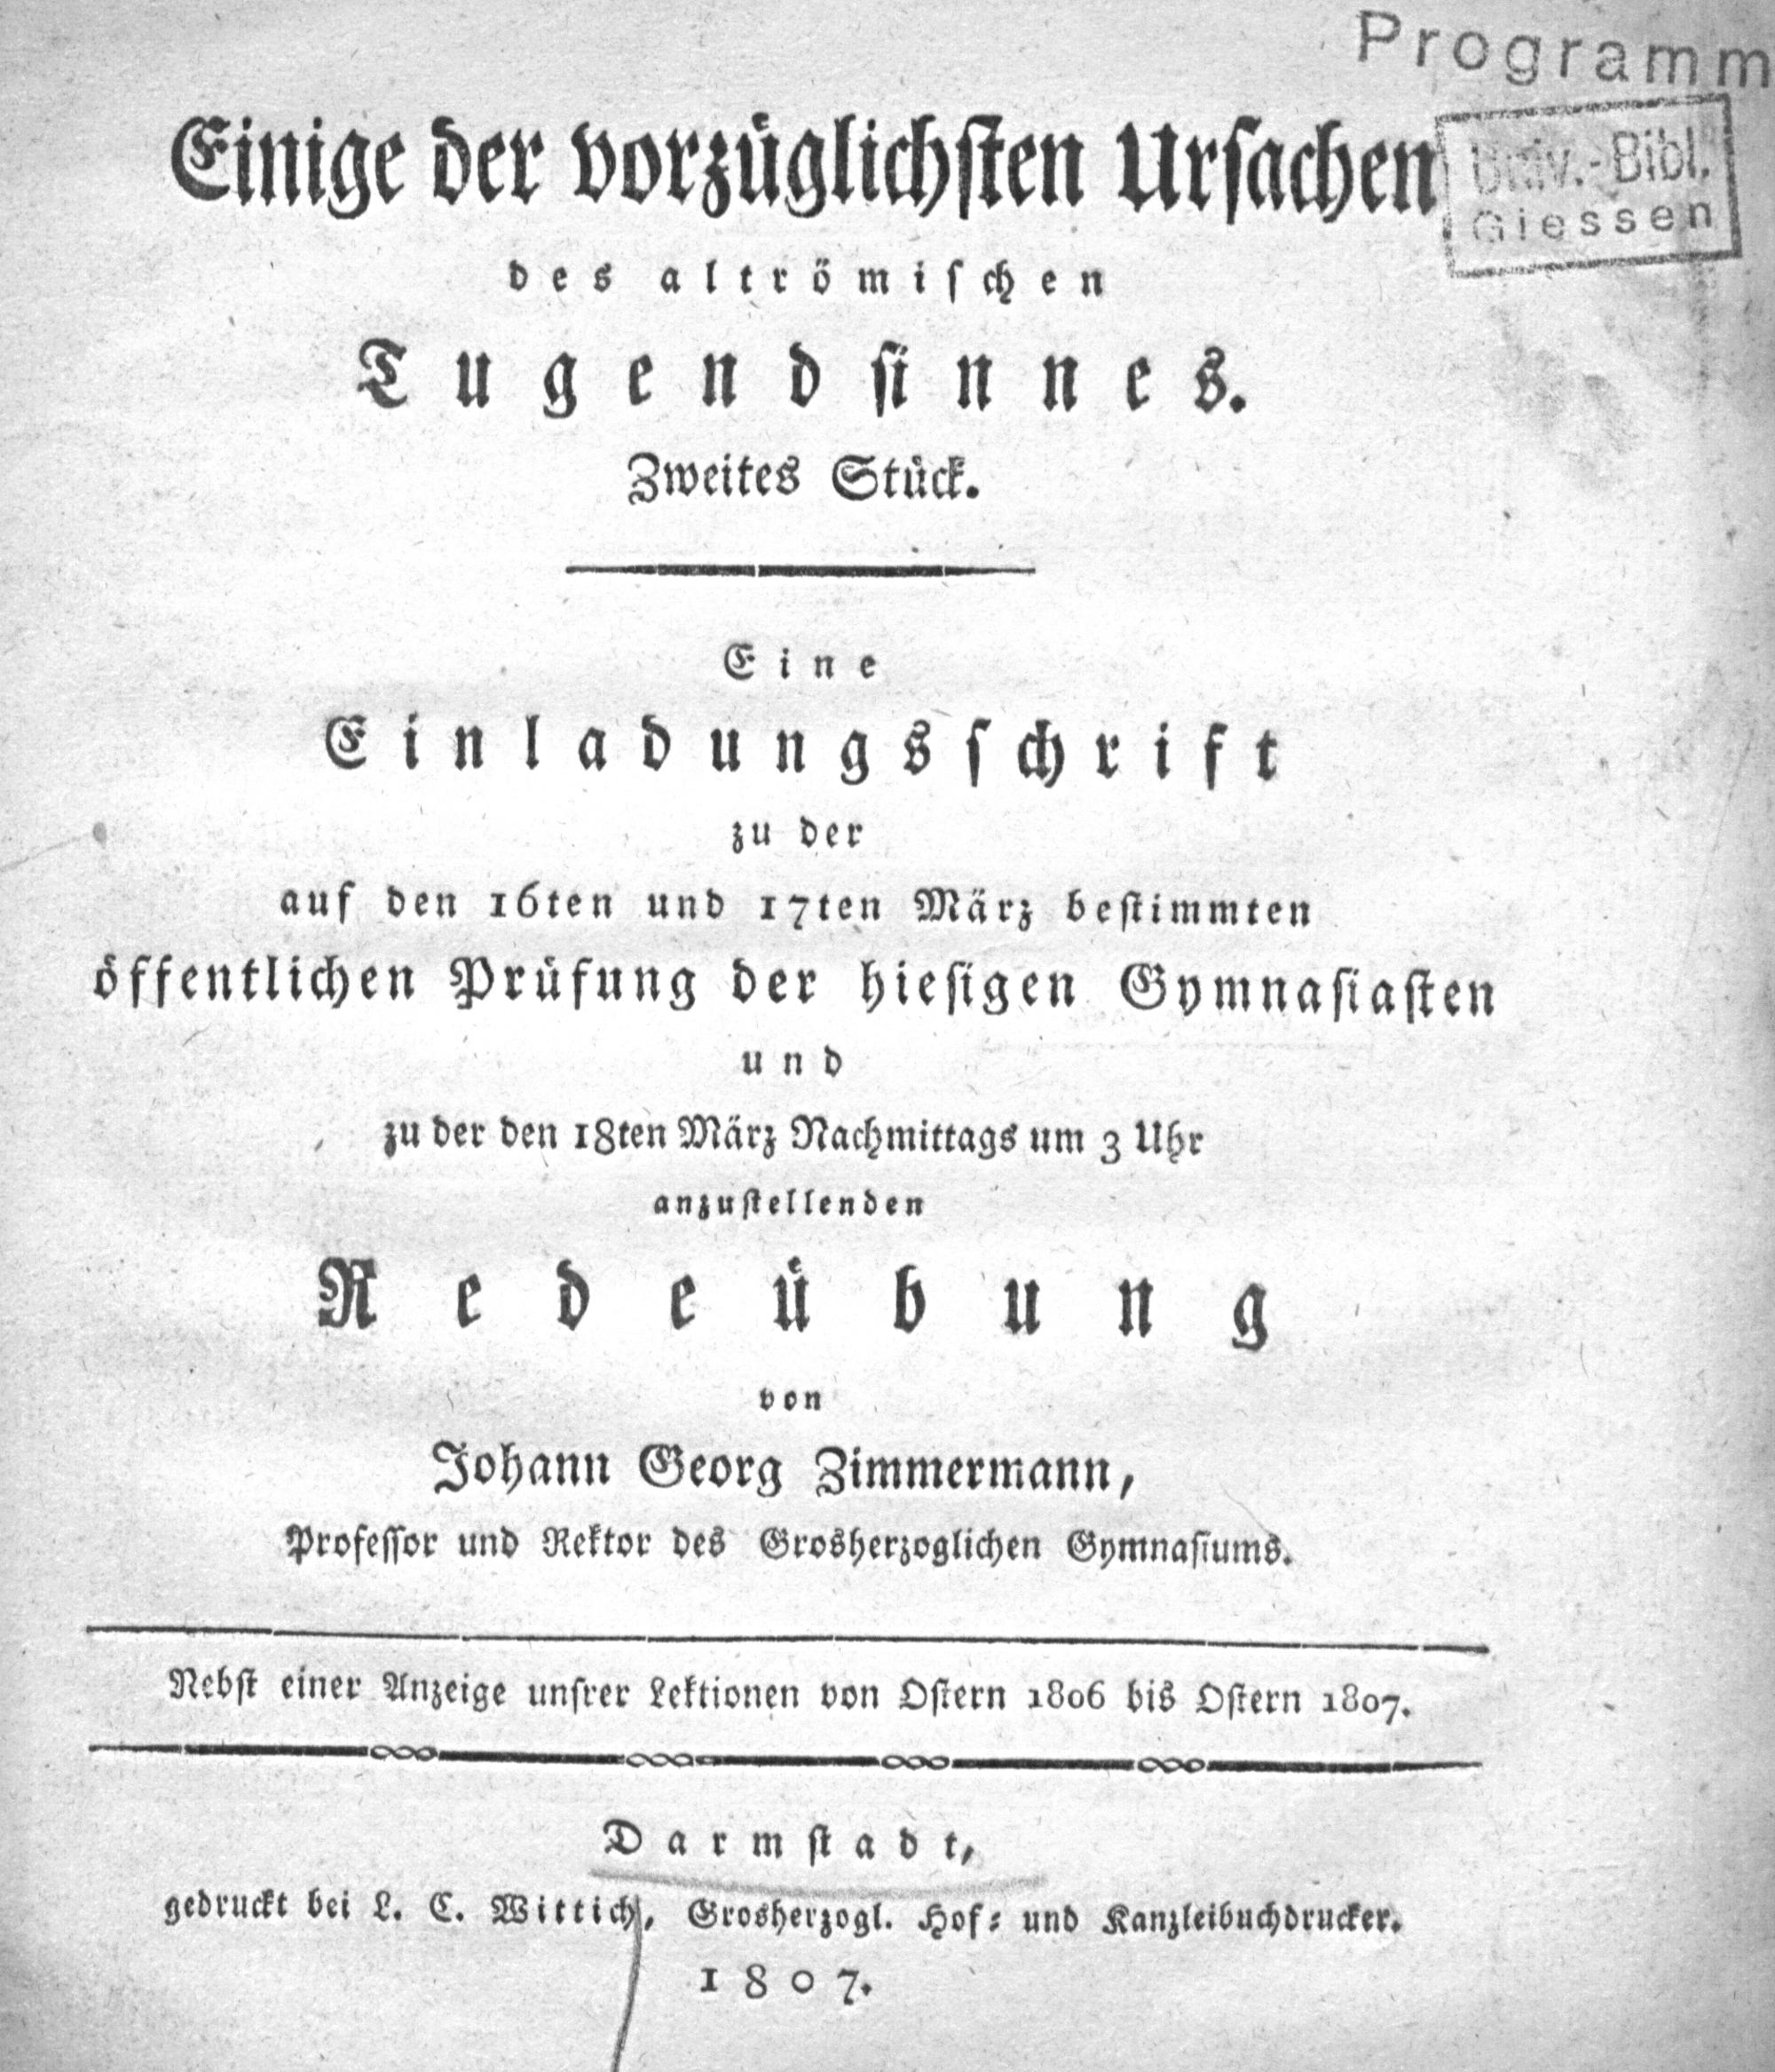 Programm
Univ.-Bibl.
Giessen
Einige der vorzüglichſten Urſachen
des altrömiſchen
Tugendſinnes.
Zweites Stück.
Eine
Einladungsſchrift
zu der
auf den 16ten und 17ten März beſtimmten
öffentlichen Prüfung der hieſigen Gymnaſiaſten
und
zu der den 18ten März Nachmittags um 3 Uhr
anzuſtellenden
Redeübung
von
Johann Georg Zimmermann,
Profeſſor und Rektor des Grosherzoglichen Gymnaſiums.
Nebſt einer Anzeige unſrer Lektionen von Oſtern 1806 bis Oſtern 1807.
Darmſtadt,
gedruckt bei L. C. Wittich, Grosherzogl. Hof- und Kanzleibuchdrucker.
1807.